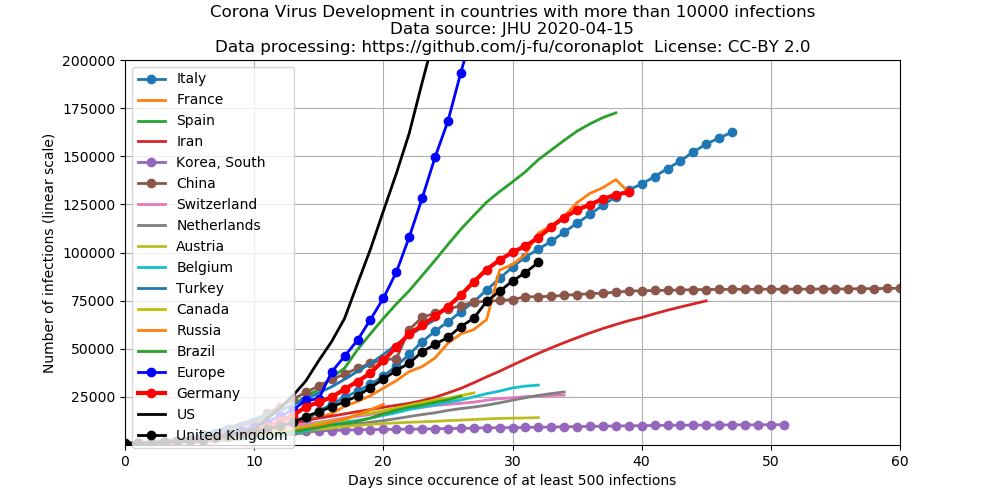 Corona Virus Development in countries with more than 10000 infections
Data source: JHU 2020-04-15
Data processing: https://github.com/j-fu/coronaplot License: CC-BY 2.0
200000
175000
150000
125000
100000
75000
50000
25000
Number of infections (linear scale)
Italy
France
Spain
Iran
Korea, South
China
Switzerland
Netherlands
Austria
Belgium
Turkey
Canada
Russia
Brazil
Europe
Germany
US
United Kingdom
0 10 20 30 40 50 60
Days since occurence of at least 500 infections